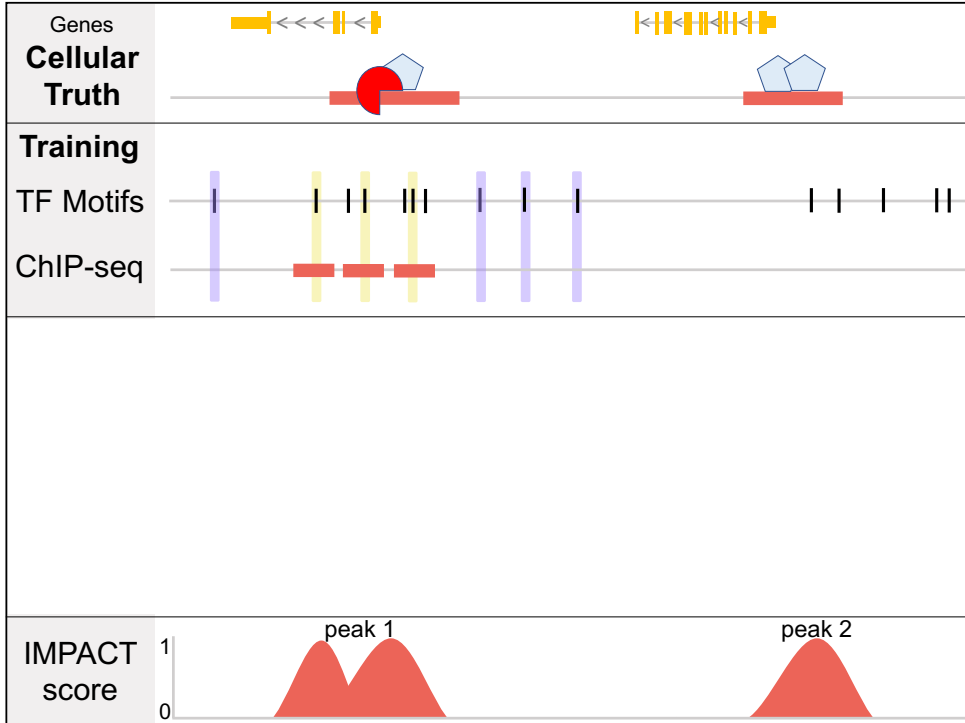 Genes
Cellular
Truth
Training
TF Motifs
ChIP-seq
IMPACT
score
1
0
peak 1
peak 2